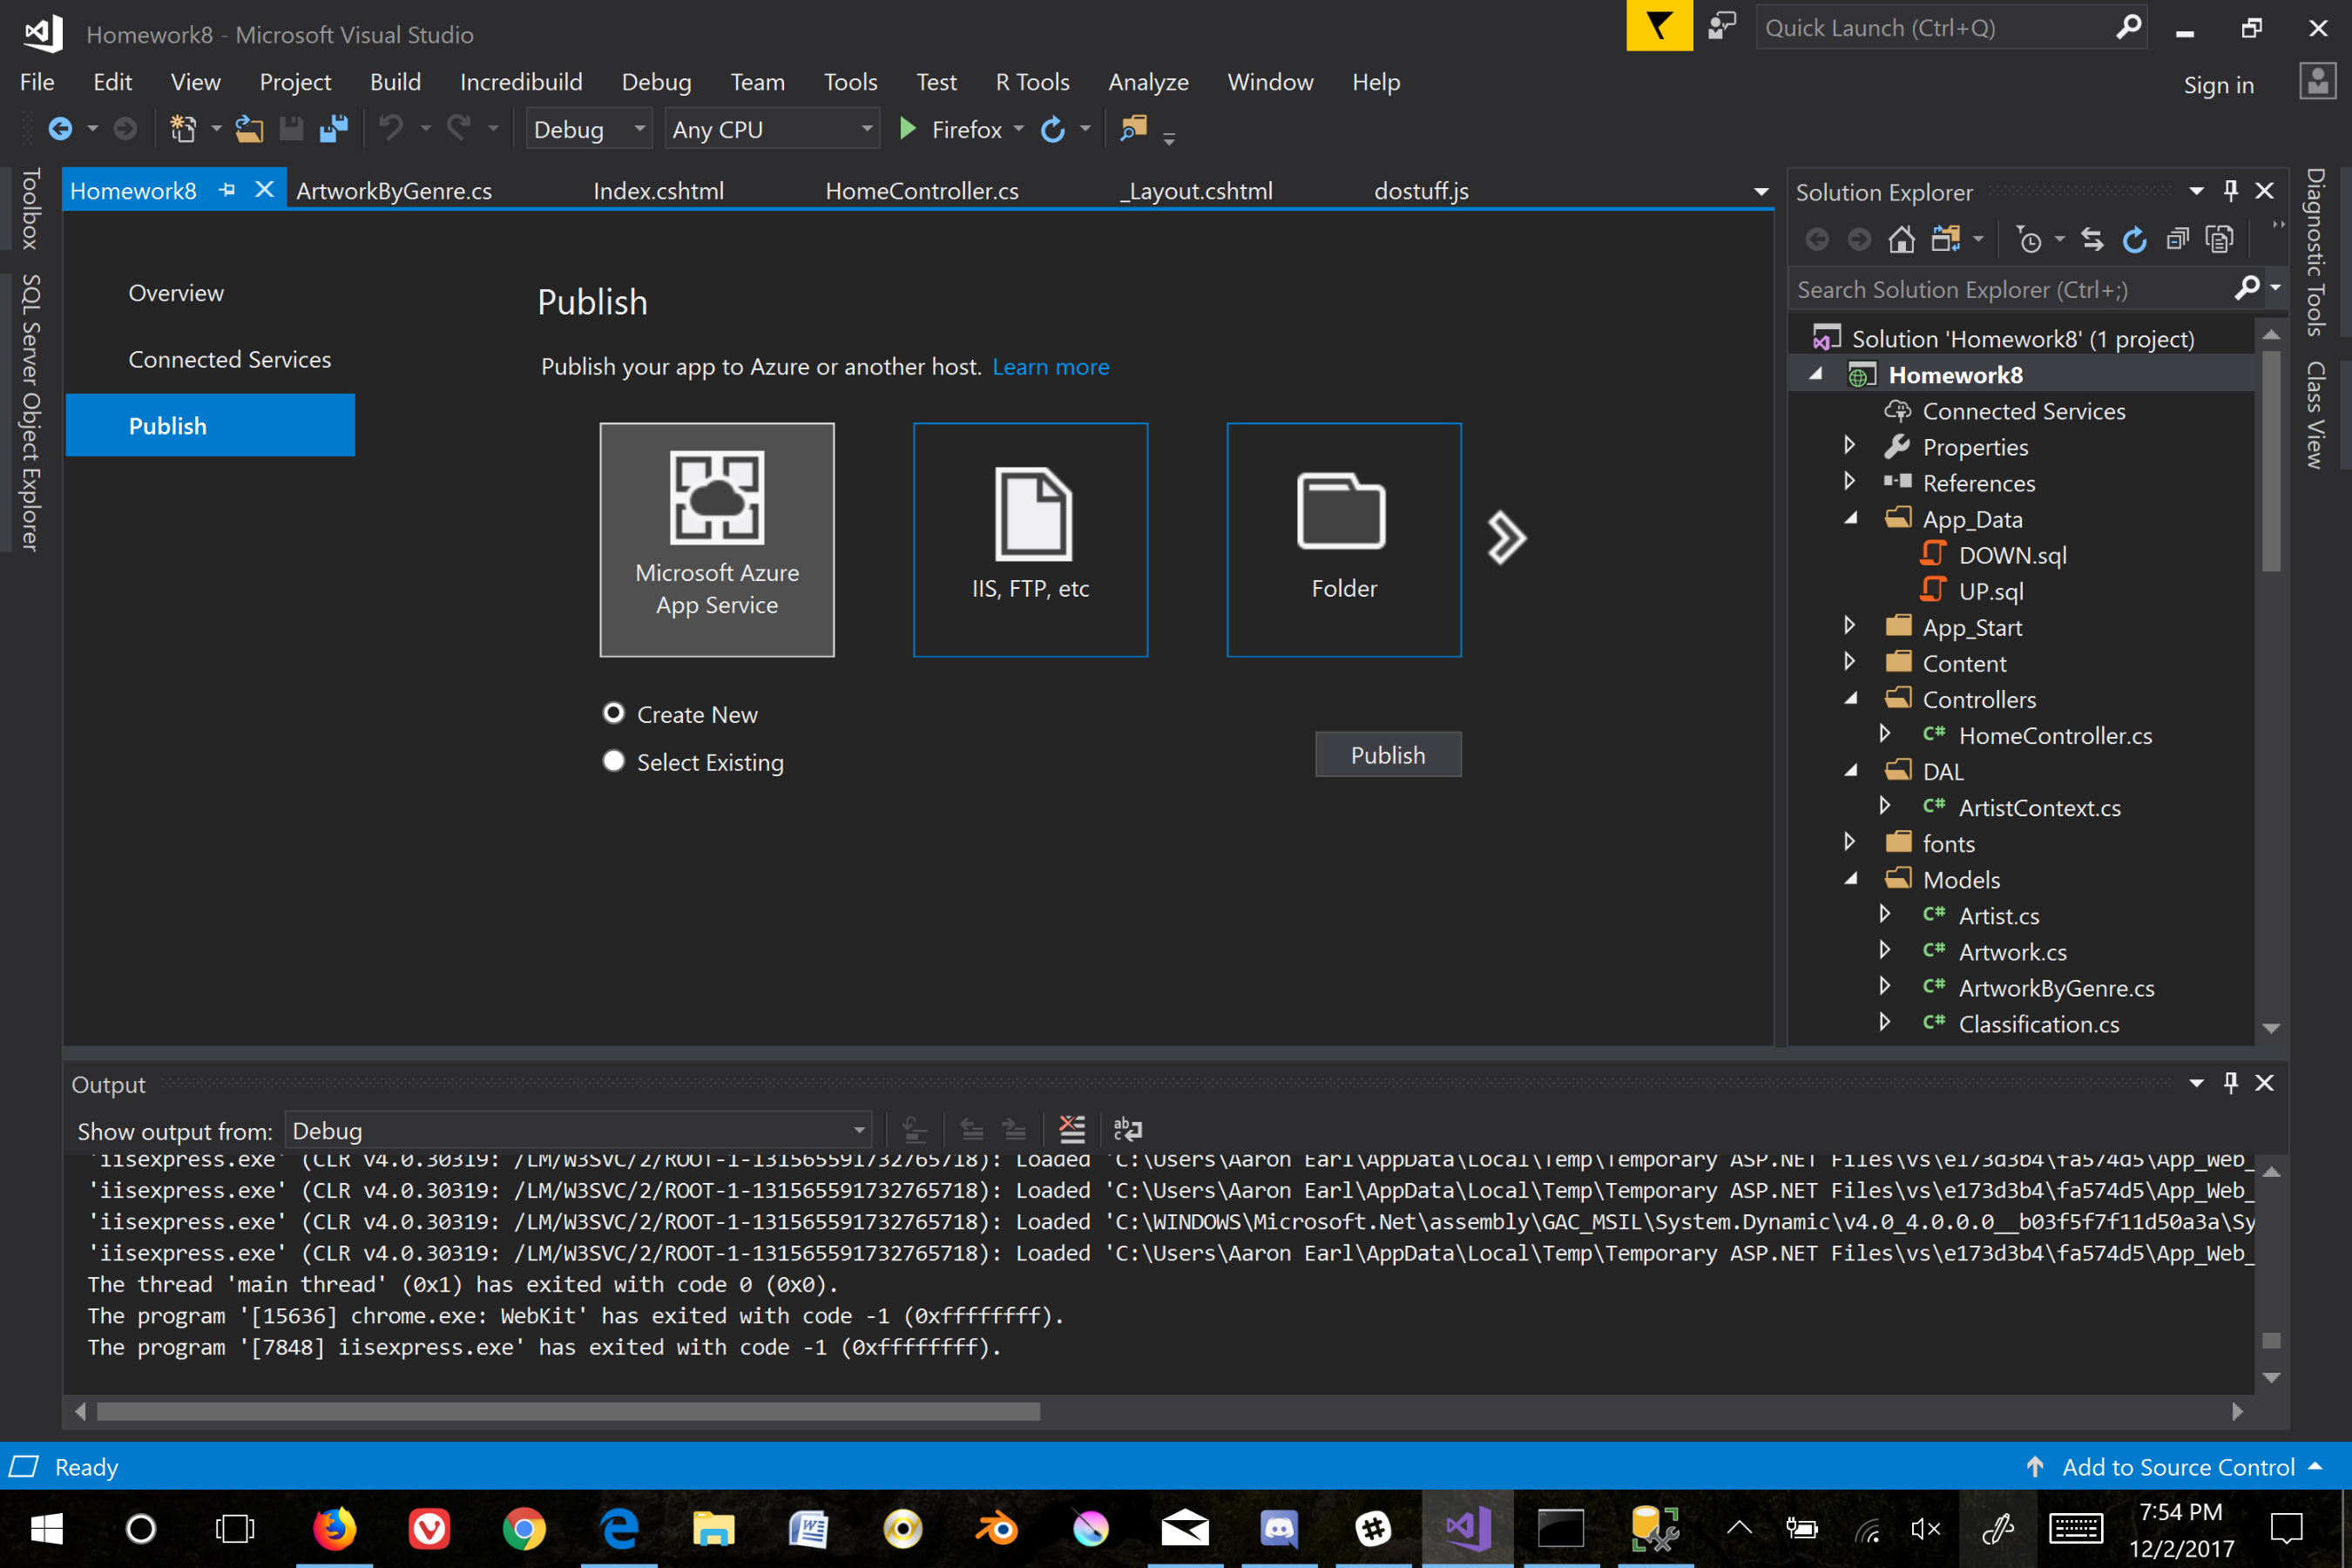 Homework8 - Microsoft Visual Studio
Quick Launch (Ctrl+Q)
File Edit View Project Build Incredibuild Debug Team Tools Test R Tools Analyze Window Help
Sign in
Debug Any CPU Firefox
Toolbox
SQL Server Object Explorer
Homework8 ArtworkByGenre.cs Index.cshtml HomeController.cs _Layout.cshtml dostuff.js
Overview
Connected Services
Publish
Publish
Publish your app to Azure or another host. Learn more
Microsoft Azure
App Service
IIS, FTP, etc
Folder
Create New
Select Existing
Publish
Solution Explorer
Search Solution Explorer (Ctrl+;)
Solution 'Homework8' (1 project)
Homework8
Connected Services
Properties
References
App_Data
DOWN.sql
UP.sql
App_Start
Content
Controllers
C# HomeController.cs
DAL
C# ArtistContext.cs
fonts
Models
C# Artist.cs
C# Artwork.cs
C# ArtworkByGenre.cs
C# Classification.cs
Diagnostic Tools
Class View
Output
Show output from: Debug
'iisexpress.exe' (CLR v4.0.30319: /LM/W3SVC/2/ROOT-1-131565591732765718): Loaded 'C:\Users\Aaron Earl\AppData\Local\Temp\Temporary ASP.NET Files\vs\e173d3b4\fa574d5\App_Web_
'iisexpress.exe' (CLR v4.0.30319: /LM/W3SVC/2/ROOT-1-131565591732765718): Loaded 'C:\Users\Aaron Earl\AppData\Local\Temp\Temporary ASP.NET Files\vs\e173d3b4\fa574d5\App_Web_
'iisexpress.exe' (CLR v4.0.30319: /LM/W3SVC/2/ROOT-1-131565591732765718): Loaded 'C:\WINDOWS\Microsoft.Net\assembly\GAC_MSIL\System.Dynamic\v4.0_4.0.0.0__b03f5f7f11d50a3a\Sy
'iisexpress.exe' (CLR v4.0.30319: /LM/W3SVC/2/ROOT-1-131565591732765718): Loaded 'C:\Users\Aaron Earl\AppData\Local\Temp\Temporary ASP.NET Files\vs\e173d3b4\fa574d5\App_Web_
The thread 'main thread' (0x1) has exited with code 0 (0x0).
The program '[15636] chrome.exe: WebKit' has exited with code -1 (0xffffffff).
The program '[7848] iisexpress.exe' has exited with code -1 (0xffffffff).
Ready
Add to Source Control
7:54 PM
12/2/2017